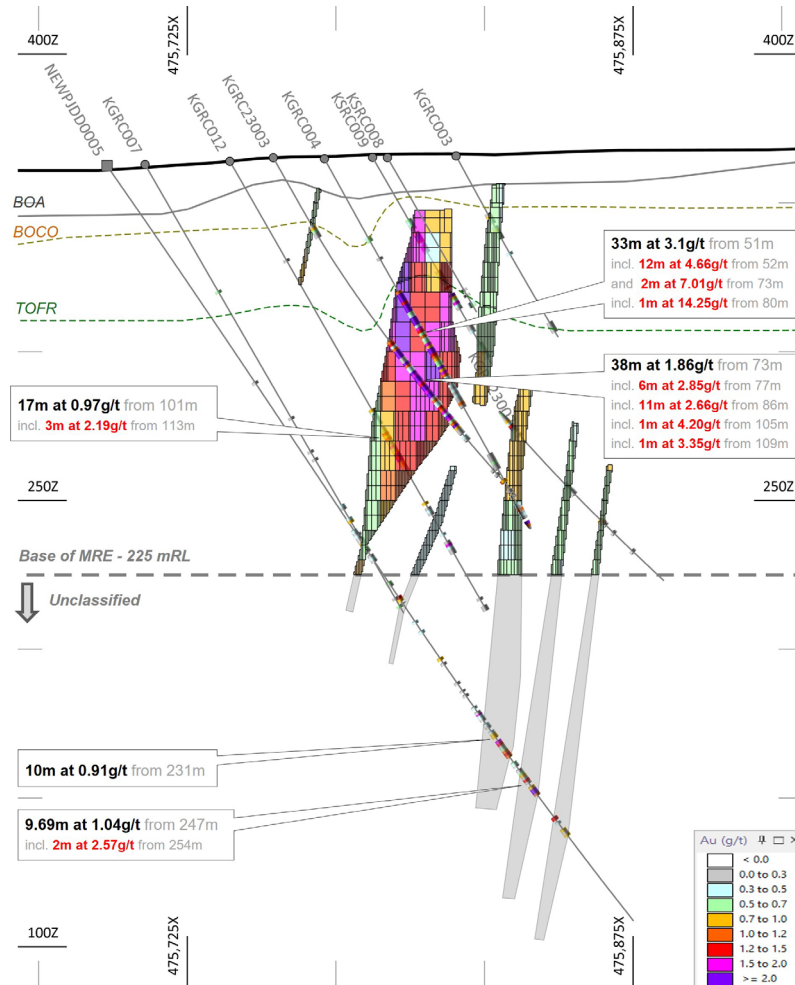 400Z
475,725X
475,875X
400Z
NEWPJDD0005
KGRC007
KGRC012
KGRC23003
KGRC004
KSRC009
KSRC008
KGRC003
BOA
BOCO
TOFR
33m at 3.1g/t from 51m
incl. 12m at 4.66g/t from 52m
and 2m at 7.01g/t from 73m
incl. 1m at 14.25g/t from 80m
38m at 1.86g/t from 73m
incl. 6m at 2.85g/t from 77m
incl. 11m at 2.66g/t from 86m
incl. 1m at 4.20g/t from 105m
incl. 1m at 3.35g/t from 109m
17m at 0.97g/t from 101m
incl. 3m at 2.19g/t from 113m
250Z
250Z
Base of MRE - 225 mRL
Unclassified
10m at 0.91g/t from 231m
9.69m at 1.04g/t from 247m
incl. 2m at 2.57g/t from 254m
Au (g/t)
< 0.0
0.0 to 0.3
0.3 to 0.5
0.5 to 0.7
0.7 to 1.0
1.0 to 1.2
1.2 to 1.5
1.5 to 2.0
>= 2.0
100Z
475,725X
475,875X